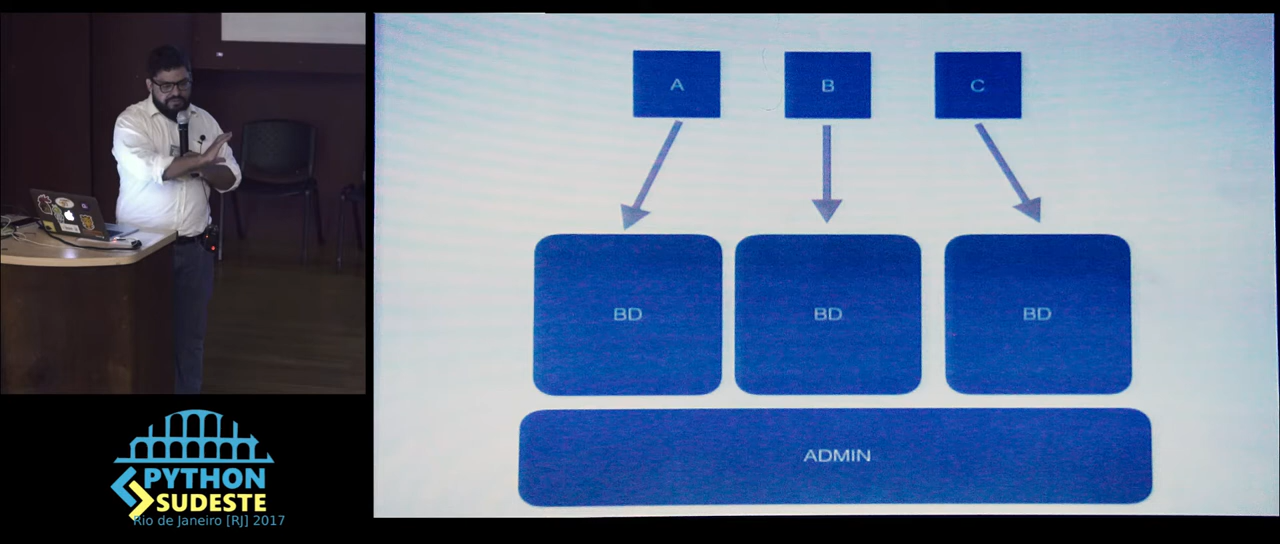 A
B
C
BD
BD
BD
ADMIN
PYTHON
SUDESTE
Rio de Janeiro [RJ] 2017